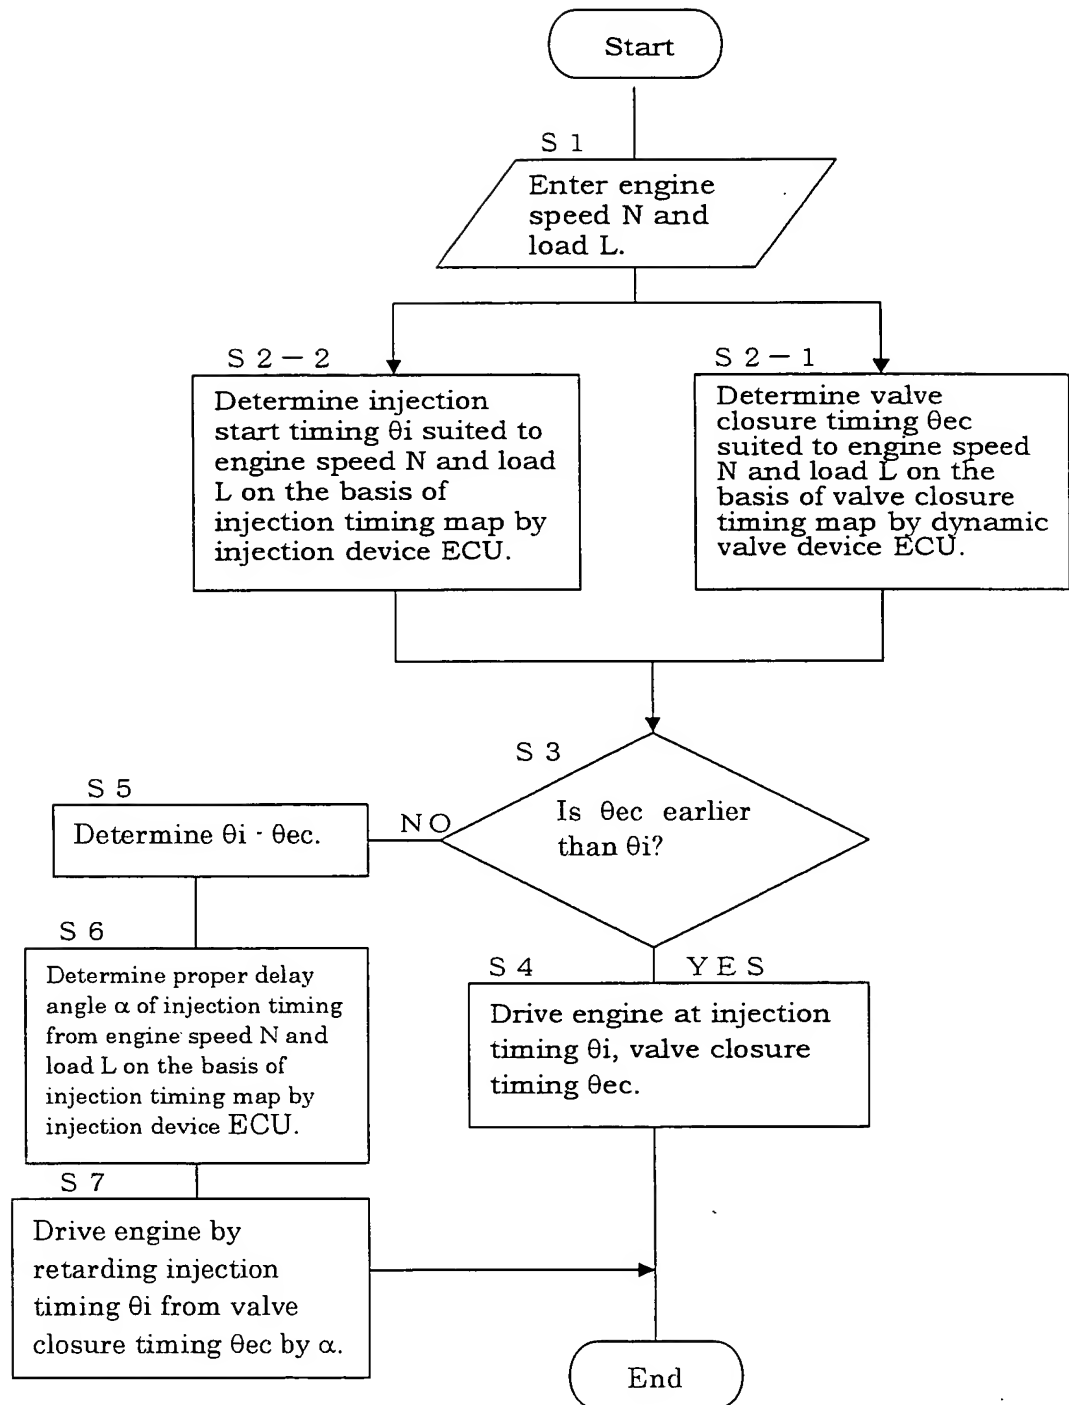 Start
S 1
Enter engine
speed N and
load L.
S 2 - 2
Determine injection
start timing θi suited to
engine speed N and load
L on the basis of
injection timing map by
injection device ECU.
S 2 - 1
Determine valve
closure timing θec
suited to engine speed
N and load L on the
basis of valve closure
timing map by dynamic
valve device ECU.
S 3
Is θec earlier
than θi?
NO
S 5
Determine θi - θec.
S 6
Determine proper delay
angle α of injection timing
from engine speed N and
load L on the basis of
injection timing map by
injection device ECU.
S 7
Drive engine by
retarding injection
timing θi from valve
closure timing θec by α.
YES
S 4
Drive engine at injection
timing θi, valve closure
timing θec.
End